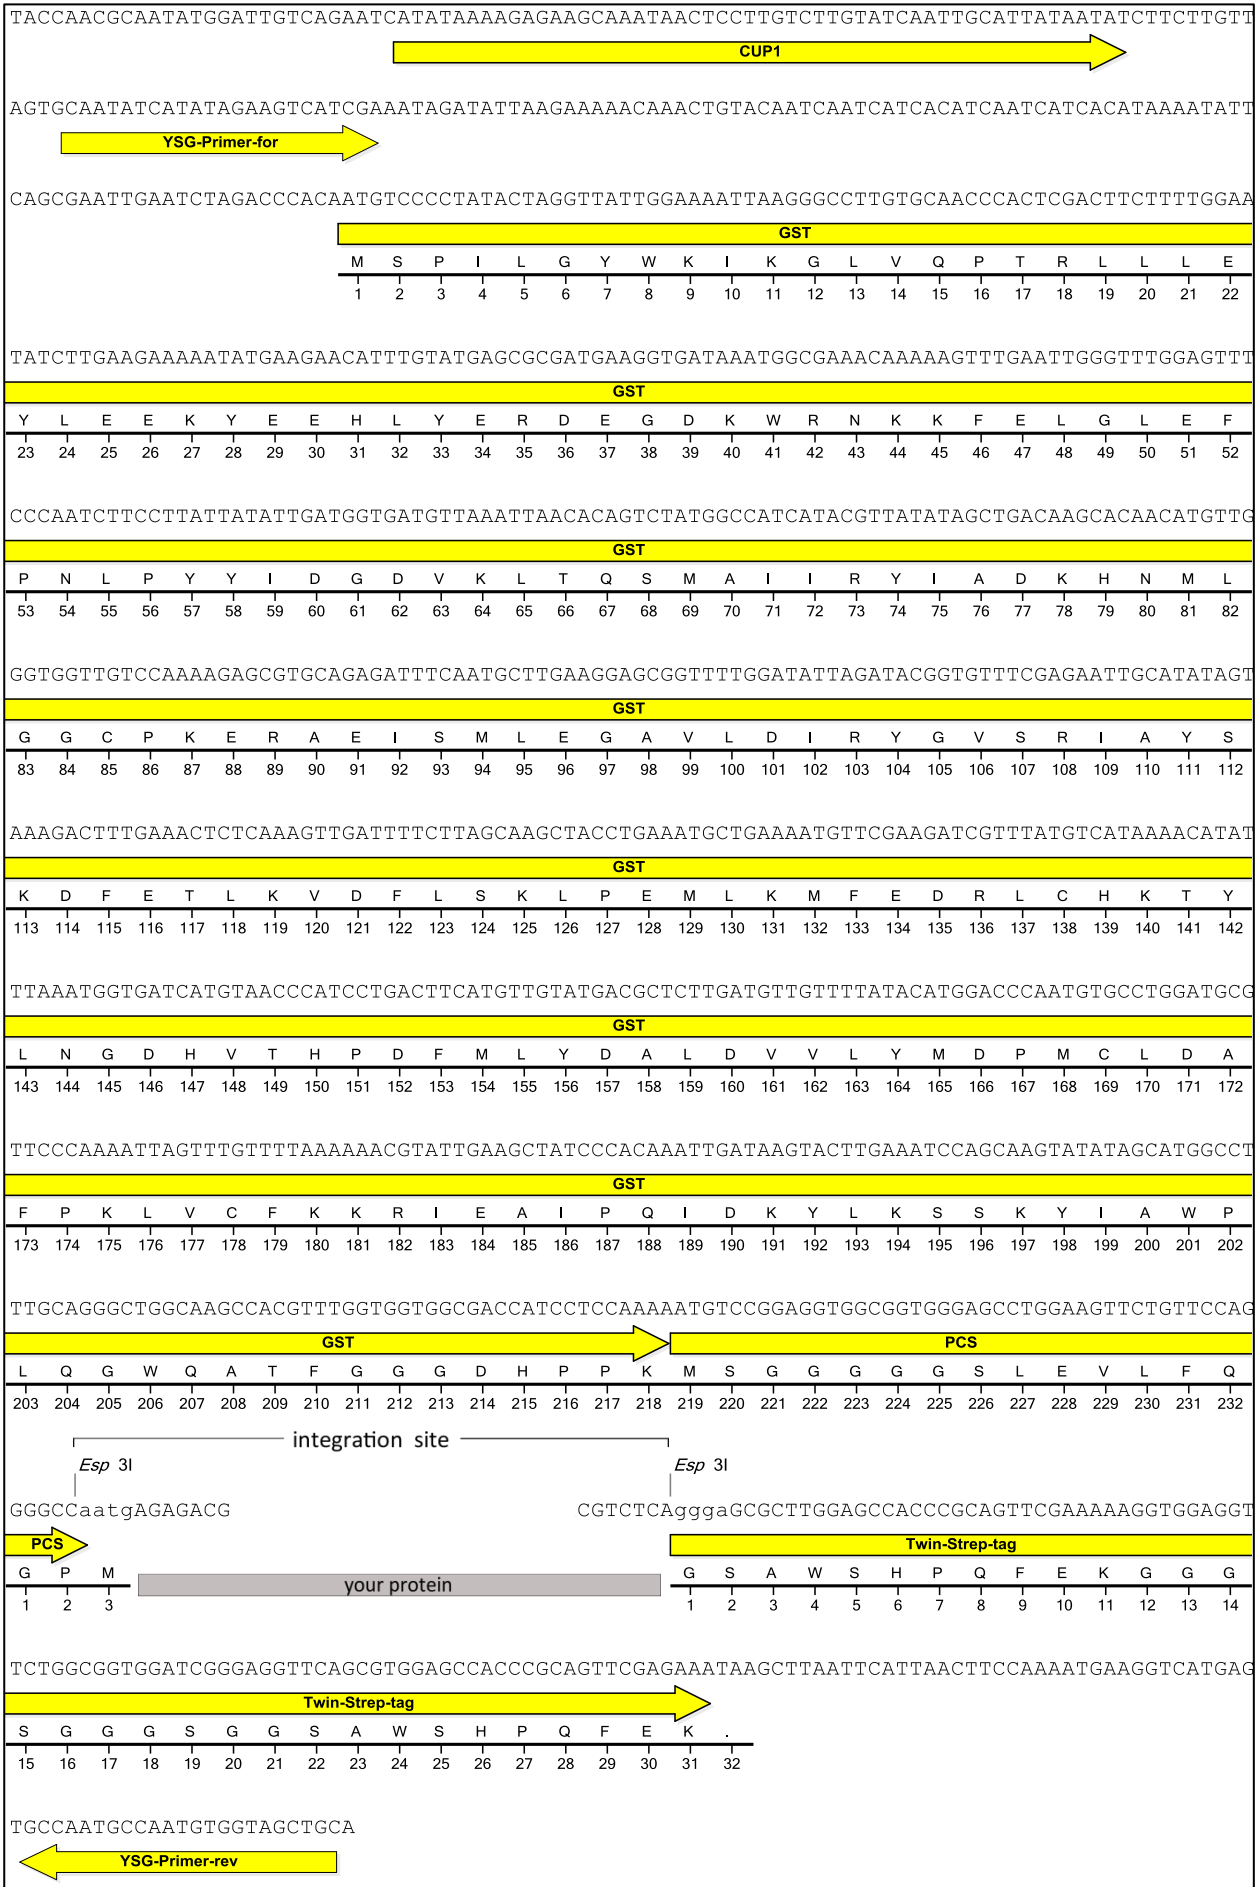 TACCAACGCAATATGGATTGTCAGAATCATATAAAAGAGAAGCAAATAACTCCTTGTCTTGTATCAATTGCATTATAATATCTTCTTGTT
CUP1
AGTGCAATATCATATAGAAGTCATCGAAATAGATATTAAGAAAAACAAACTGTACAATCAATCAATCATCACATAAAATATT
YSG-Primer-for
CAGCGAATTGAATCTAGACCCACAATGTCCCCTATACTAGGTTATTGGAAAATTAAGGGCCTTGTGCAACCCACTCGACTTCTTTTGGAA
GST
M S P I L G Y W K I K G L V Q P T R L L L E
1 2 3 4 5 6 7 8 9 10 11 12 13 14 15 16 17 18 19 20 21 22
TATCTTGAAGAAAAATATGAAGAACATTTGTATGAGCGCGATGAAGGTGATAAATGGCGAAACAAAAAGTTTGAATTGGGTTTGGAGTTT
GST
Y L E E K Y E E H L Y E R D E G D K W R N K K F E L G L E F
23 24 25 26 27 28 29 30 31 32 33 34 35 36 37 38 39 40 41 42 43 44 45 46 47 48 49 50 51 52
CCCAATCTTCCTTATTATATTGATGGTGATGTTAAATTAACACAGTCTATGGCCATCATACGTTATATAGCTGACAAGCACAACATGTTG
GST
P N L P Y Y I D G D V K L T Q S M A I I R Y I A D K H N M L
53 54 55 56 57 58 59 60 61 62 63 64 65 66 67 68 69 70 71 72 73 74 75 76 77 78 79 80 81 82
GGTGGTTGTCCAAAAGAGCGTGCAGAGATTTCAATGCTTGAAGGAGCGGTTTTGGATATTAGATACGGTGTTTCGAGAATTGCATATAGT
GST
G G C P K E R A E I S M L E G A V L D I R Y G V S R I A Y S
83 84 85 86 87 88 89 90 91 92 93 94 95 96 97 98 99 100 101 102 103 104 105 106 107 108 109 110 111 112
AAAGACTTTGAAACTCTCAAAGTTGATTTTCTTAGCAAGCTACCTGAAATGCTGAAAATGTTCGAAGATCGTTTATGTCATAAAACATAT
GST
K D F E T L K V D F L S K L P E M L K M F E D R L C H K T Y
113 114 115 116 117 118 119 120 121 122 123 124 125 126 127 128 129 130 131 132 133 134 135 136 137 138 139 140 141 142
TTAAATGGTGATCATGTAACCCATCCTGACTTCATGTTGTATGACGCTCTTGATGTTGTTTTATACATGGACCCAATGTGCCTGGATGCG
GST
L N G D H V T H P D F M L Y D A L D V V L Y M D P M C L D A
143 144 145 146 147 148 149 150 151 152 153 154 155 156 157 158 159 160 161 162 163 164 165 166 167 168 169 170 171 172
TTCCCAAAATTAGTTTGTTTTAAAAAACGTATTGAAGCTATCCCACAAATTGATAAGTACTTGAAATCCAGCAAGTATATAGCATGGCCT
GST
F P K L V C F K K R I E A I P Q I D K Y L K S S K Y I A W P
173 174 175 176 177 178 179 180 181 182 183 184 185 186 187 188 189 190 191 192 193 194 195 196 197 198 199 200 201 202
TTGCAGGGCTGGCAAGCCACGTTTGGTGGTGGCGACCATCCTCCAAAAATGTCCGGAGGTGGCGGTGGGAGCCTGGAAGTTCTGTTCCAG
GST PCS
L Q G W Q A T F G G G D H P P K M S G G G G G S L E V L F Q
203 204 205 206 207 208 209 210 211 212 213 214 215 216 217 218 219 220 221 222 223 224 225 226 227 228 229 230 231 232
integration site
Esp 3I Esp 3I
GGGCCaatgAGAGACG CGTCTCAgggaGCGCTTGGAGCCACCCGCAGTTCGAAAAAGGTGGAGGT
PCS Twin-Strep-tag
G P M your protein G S A W S H P Q F E K G G G
1 2 3 1 2 3 4 5 6 7 8 9 10 11 12 13 14
TCTGGCGGTGGATCGGGAGGTTCAGCGTGGAGCCACCCGCAGTTCGAGAAATAAGCTTAATTCATTAACTTCCAAAATGAAGGTCATGAG
Twin-Strep-tag
S G G G S G G S A W S H P Q F E K .
15 16 17 18 19 20 21 22 23 24 25 26 27 28 29 30 31 32
TGCCAATGCCAATGTGGTAGCTGCA
YSG-Primer-rev